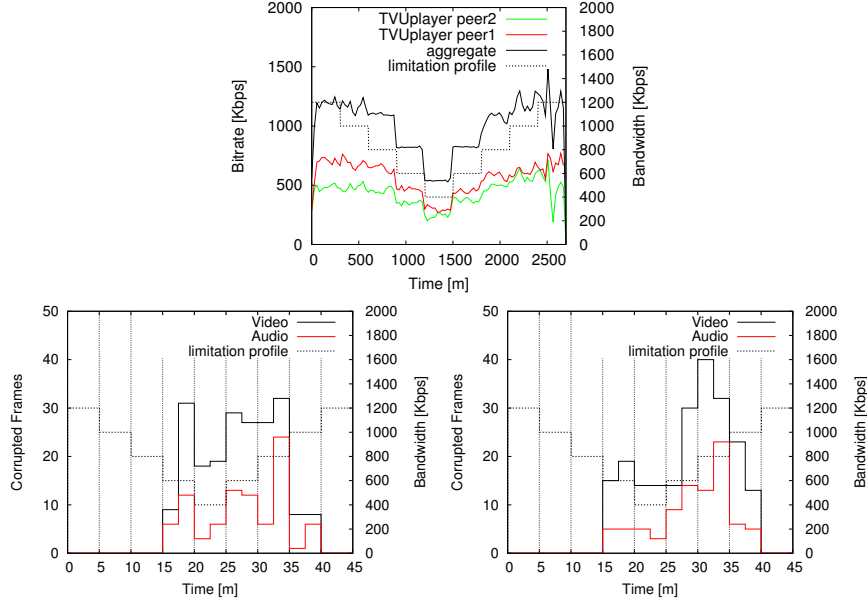 TVUplayer peer2
TVUplayer peer1
aggregate
limitation profile
2000
1500
1000
500
0
Bitrate [Kbps]
2000
1800
1600
1400
1200
1000
800
600
400
200
0
Bandwidth [Kbps]
0 500 1000 1500 2000 2500
Time [m]
Video
Audio
limitation profile
50
40
30
20
10
0
Corrupted Frames
2000
1800
1600
1400
1200
1000
800
600
400
200
0
Bandwidth [Kbps]
0 5 10 15 20 25 30 35 40 45
Time [m]
Video
Audio
limitation profile
50
40
30
20
10
0
Corrupted Frames
2000
1800
1600
1400
1200
1000
800
600
400
200
0
Bandwidth [Kbps]
0 5 10 15 20 25 30 35 40 45
Time [m]